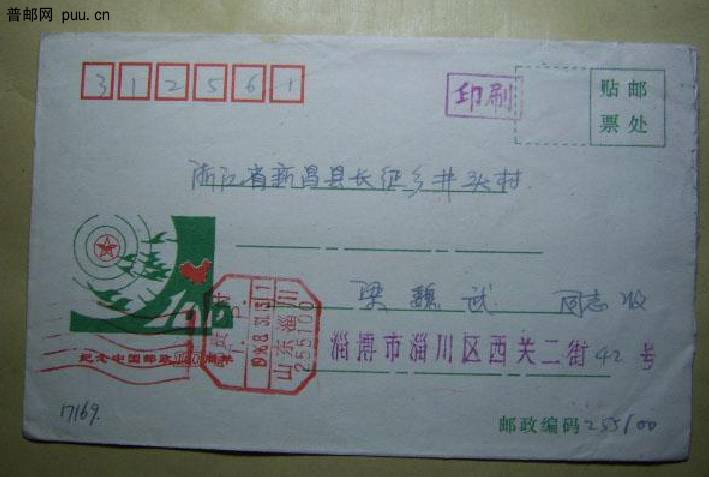 普邮网 puu.cn
312561
印刷
贴邮
票处
浙江省新昌县长征乡井头村
梁魏武 同志收
纪念中国邮政
山东淄川
255100
淄博市淄川区西关二街42号
17169.
邮政编码255100